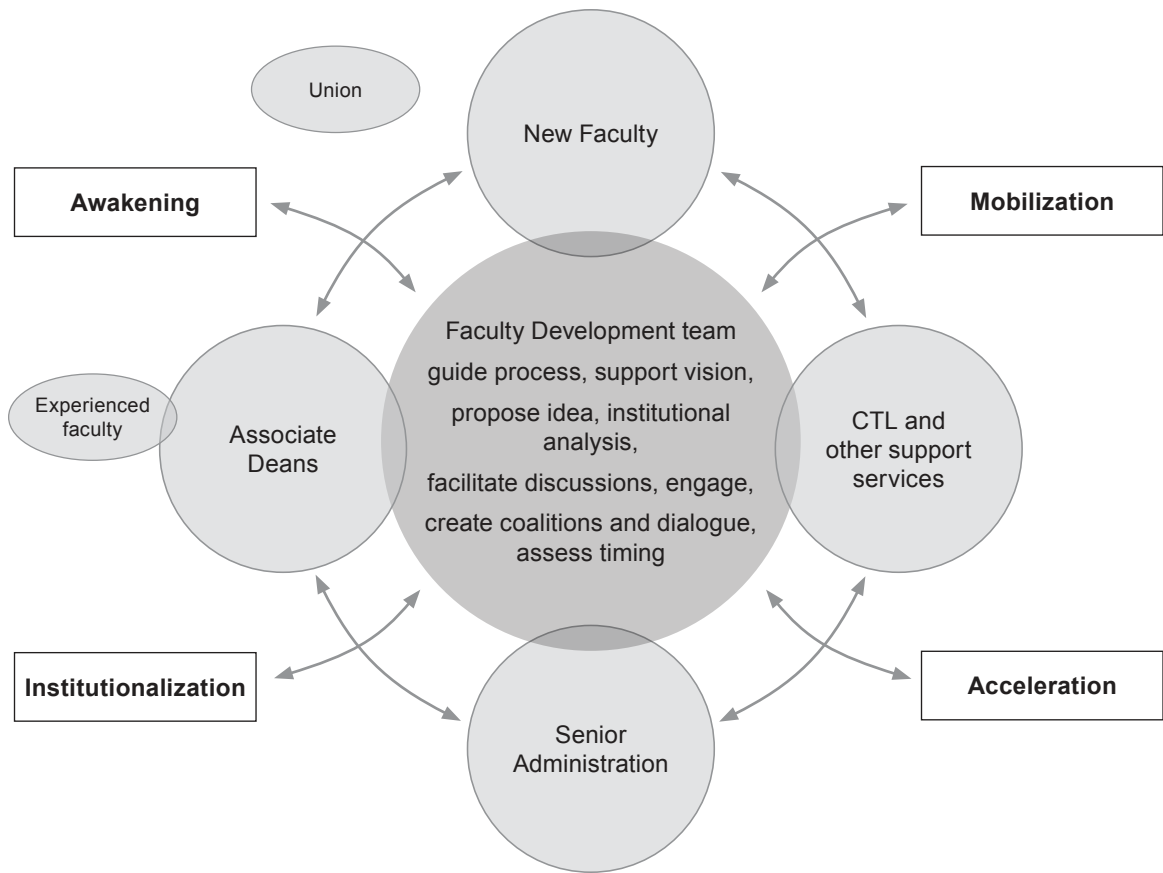 Union
New Faculty
Awakening
Mobilization
Faculty Development team
guide process, support vision,
propose idea, institutional
analysis,
facilitate discussions, engage,
create coalitions and dialogue,
assess timing
Experienced
faculty
Associate
Deans
CTL and
other support
services
Institutionalization
Acceleration
Senior
Administration